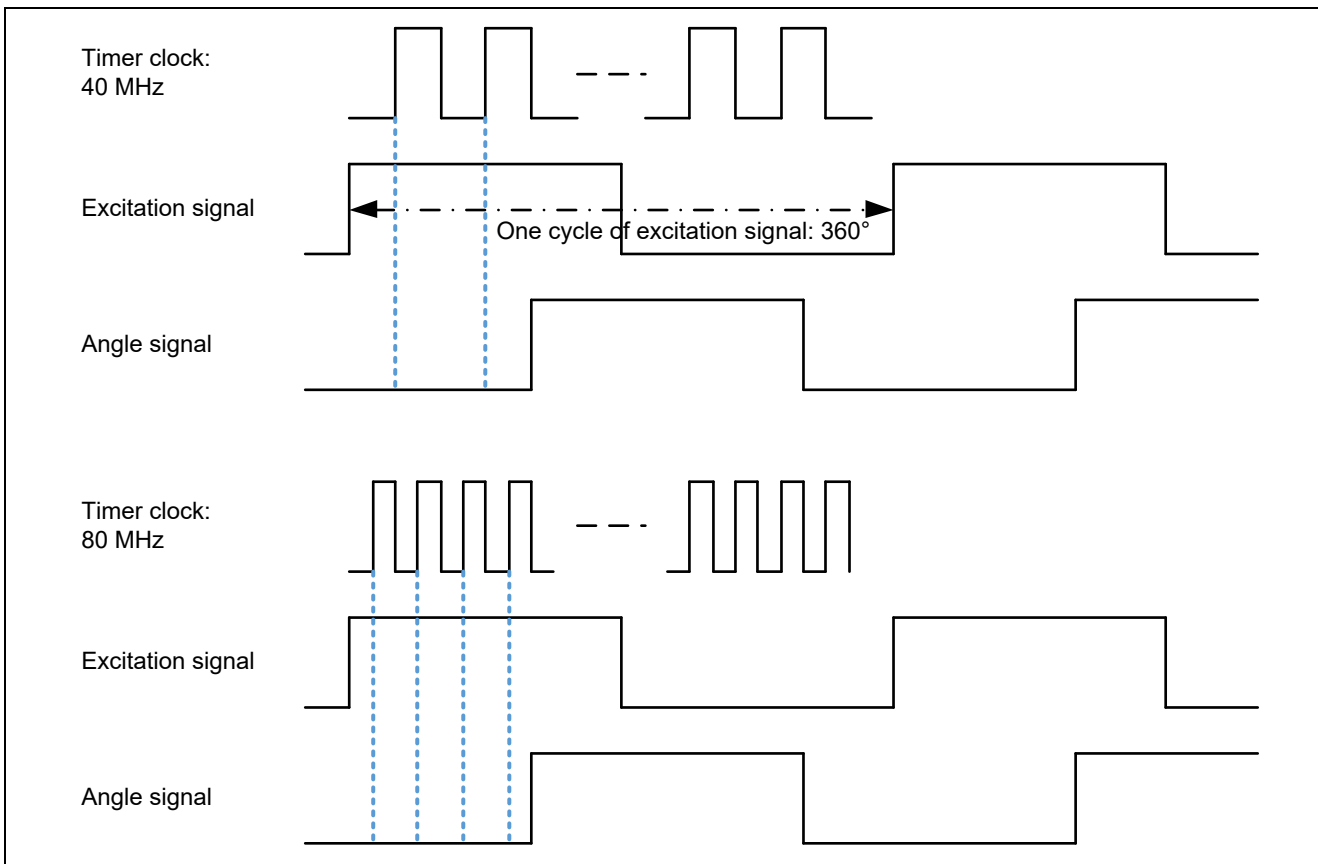 Timer clock:
40 MHz
Excitation signal
One cycle of excitation signal: 360°
Angle signal
Timer clock:
80 MHz
Excitation signal
Angle signal